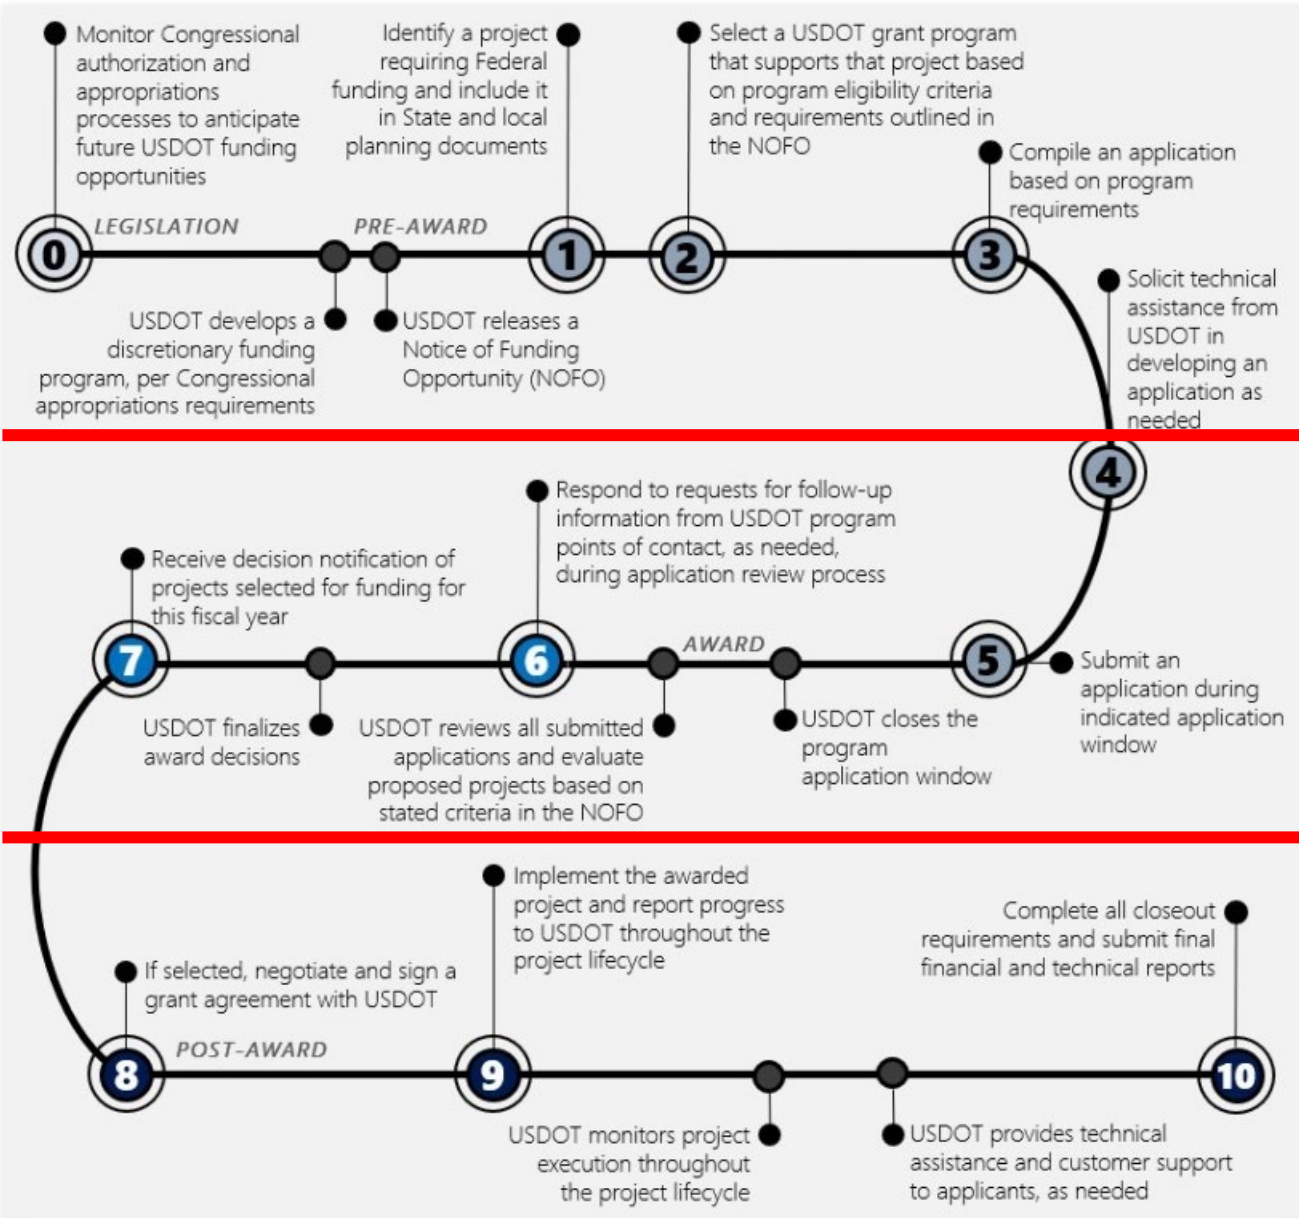 Monitor Congressional
authorization and
appropriations
processes to anticipate
future USDOT funding
opportunities
Identify a project
requiring Federal
funding and include it
in State and local
planning documents
Select a USDOT grant program
that supports that project based
on program eligibility criteria
and requirements outlined in
the NOFO
Compile an application
based on program
requirements
LEGISLATION
PRE-AWARD
0
1
2
3
USDOT develops a
discretionary funding
program, per Congressional
appropriations requirements
USDOT releases a
Notice of Funding
Opportunity (NOFO)
Solicit technical
assistance from
USDOT in
developing an
application as
needed
4
Respond to requests for follow-up
information from USDOT program
points of contact, as needed,
during application review process
Receive decision notification of
projects selected for funding for
this fiscal year
AWARD
7
6
5
Submit an
application during
indicated application
window
USDOT finalizes
award decisions
USDOT reviews all submitted
applications and evaluate
proposed projects based on
stated criteria in the NOFO
USDOT closes the
program
application window
Implement the awarded
project and report progress
to USDOT throughout the
project lifecycle
Complete all closeout
requirements and submit final
financial and technical reports
If selected, negotiate and sign a
grant agreement with USDOT
POST-AWARD
8
9
10
USDOT monitors project
execution throughout
the project lifecycle
USDOT provides technical
assistance and customer support
to applicants, as needed